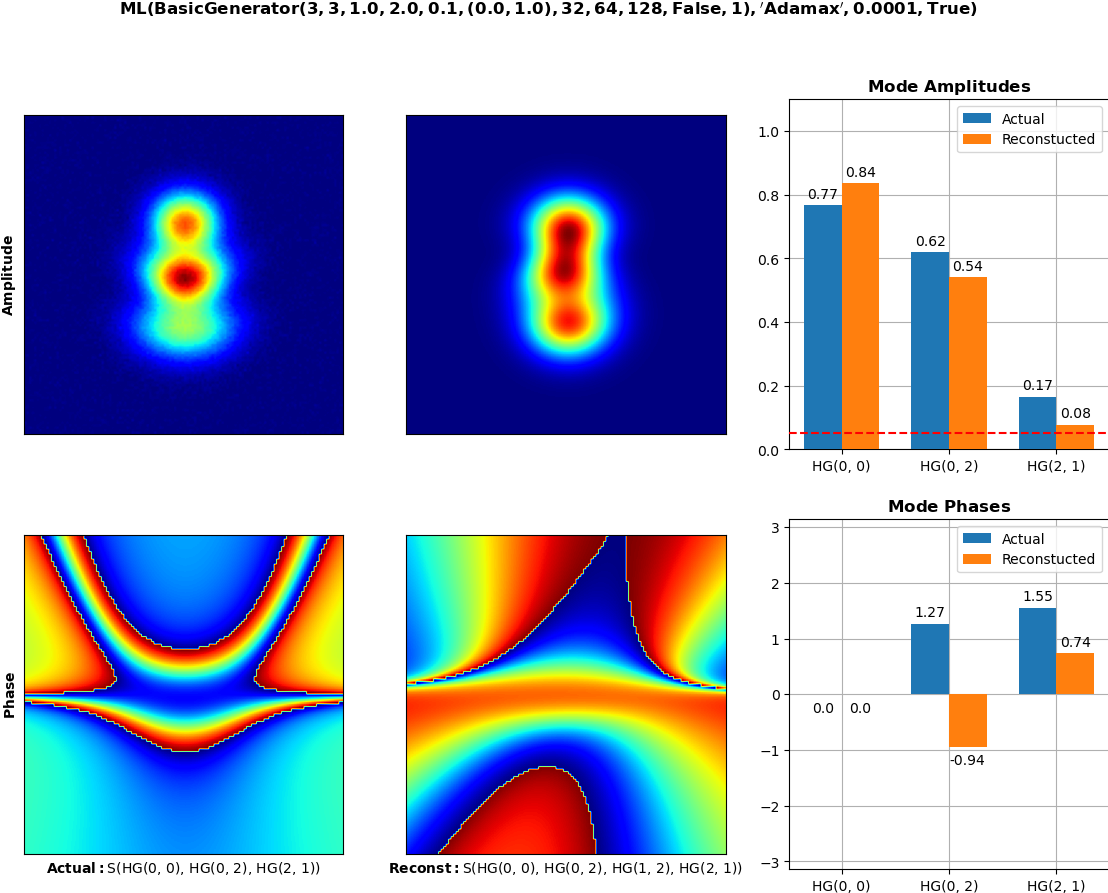 ML(BasicGenerator(3, 3, 1.0, 2.0, 0.1, (0.0, 1.0), 32, 64, 128, False, 1), 'Adamax', 0.0001, True)
Amplitude
Mode Amplitudes
Actual
Reconstucted
1.0
0.8
0.6
0.4
0.2
0.0
0.77
0.84
0.62
0.54
0.17
0.08
HG(0, 0)
HG(0, 2)
HG(2, 1)
Phase
Actual: S(HG(0, 0), HG(0, 2), HG(2, 1))
Reconst: S(HG(0, 0), HG(0, 2), HG(1, 2), HG(2, 1))
Mode Phases
Actual
Reconstucted
3
2
1
0
−1
−2
−3
0.0
0.0
1.27
-0.94
1.55
0.74
HG(0, 0)
HG(0, 2)
HG(2, 1)